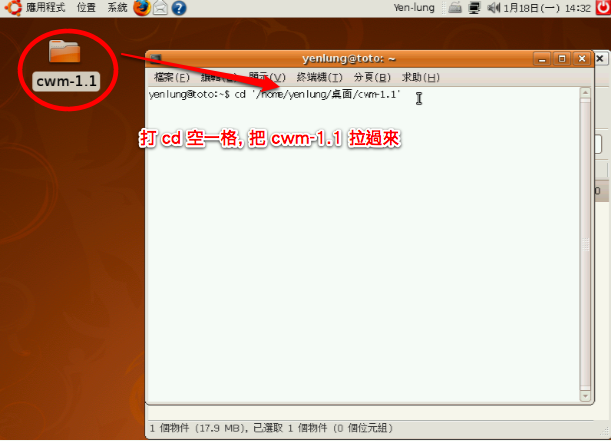 應用程式 位置 系統 Yen-lung 1月18日(一) 14:32
cwm-1.1
yenlung@toto: ~
檔案(F) 編輯(E) 顯示(V) 終端機(T) 分頁(B) 求助(H)
yenlung@toto:~$ cd '/home/yenlung/桌面/cwm-1.1'
打 cd 空一格, 把 cwm-1.1 拉過來
0
1 個物件 (17.9 MB), 已選取 1 個物件 (0 個位元組)